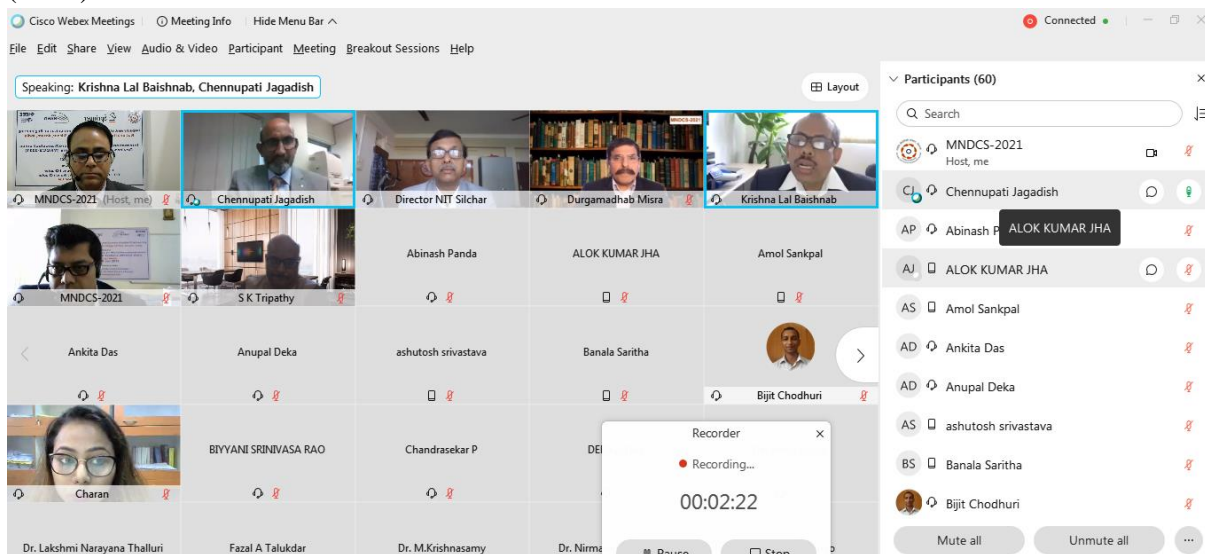 Cisco Webex Meetings Meeting Info Hide Menu Bar
Connected
File Edit Share View Audio & Video Participant Meeting Breakout Sessions Help
Speaking: Krishna Lal Baishnab, Chennupati Jagadish
Layout
MNDCS-2021
MNDCS-2021 (Host, me)
Chennupati Jagadish
Director NIT Silchar
Durgamadhab Misra
Krishna Lal Baishnab
MNDCS-2021
S K Tripathy
Abinash Panda
ALOK KUMAR JHA
Amol Sankpal
Ankita Das
Anupal Deka
ashutosh srivastava
Banala Saritha
Bijit Chodhuri
Charan
BIYYANI SRINIVASA RAO
Chandrasekar P
Dr. Lakshmi Narayana Thalluri
Fazal A Talukdar
Dr. M.Krishnasamy
Dr. Nirma
Recorder
Recording...
00:02:22
Pause
Stop
Participants (60)
Search
MNDCS-2021
Host, me
CJ Chennupati Jagadish
AP Abinash P
ALOK KUMAR JHA
AJ ALOK KUMAR JHA
AS Amol Sankpal
AD Ankita Das
AD Anupal Deka
AS ashutosh srivastava
BS Banala Saritha
Bijit Chodhuri
Mute all
Unmute all
...